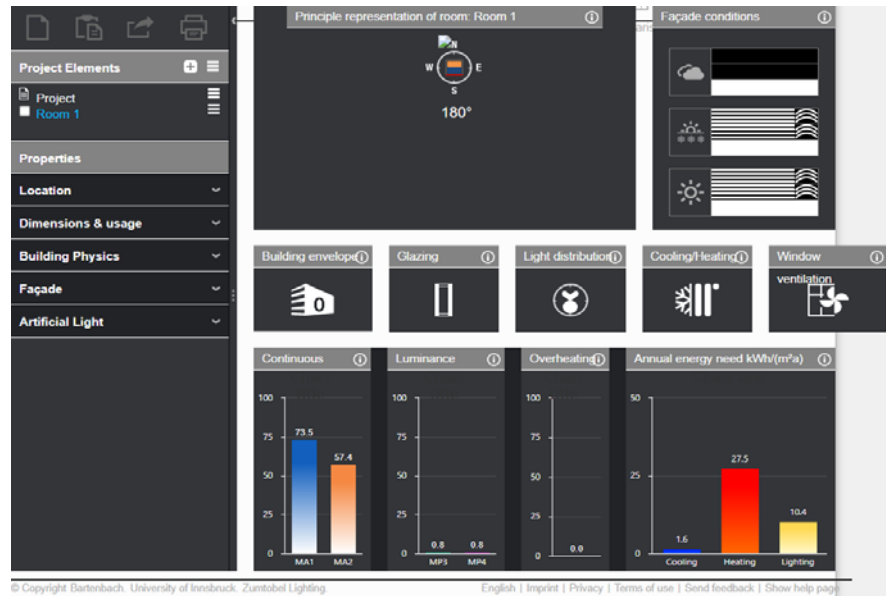 Principle representation of room: Room 1
Façade conditions
Project Elements
Project
Room 1
N
W E
S
180°
Properties
Location
Dimensions & usage
Building Physics
Façade
Artificial Light
Building envelope
Glazing
Light distribution
Cooling/Heating
Window
ventilation
0
Continuous
Luminance
Overheating
Annual energy need kWh/(m²a)
100
75
50
25
0
73.5
57.4
MA1 MA2
100
75
50
25
0
0.8 0.8
MP3 MP4
100
75
50
25
0
0.0
50
25
0
1.6
27.5
10.4
Cooling Heating Lighting
© Copyright Bartenbach. University of Innsbruck. Zumtobel Lighting.
English | Imprint | Privacy | Terms of use | Send feedback | Show help page